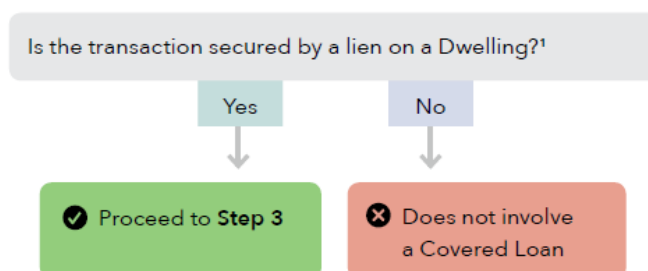 Is the transaction secured by a lien on a Dwelling?¹
Yes
No
Proceed to Step 3
Does not involve
a Covered Loan